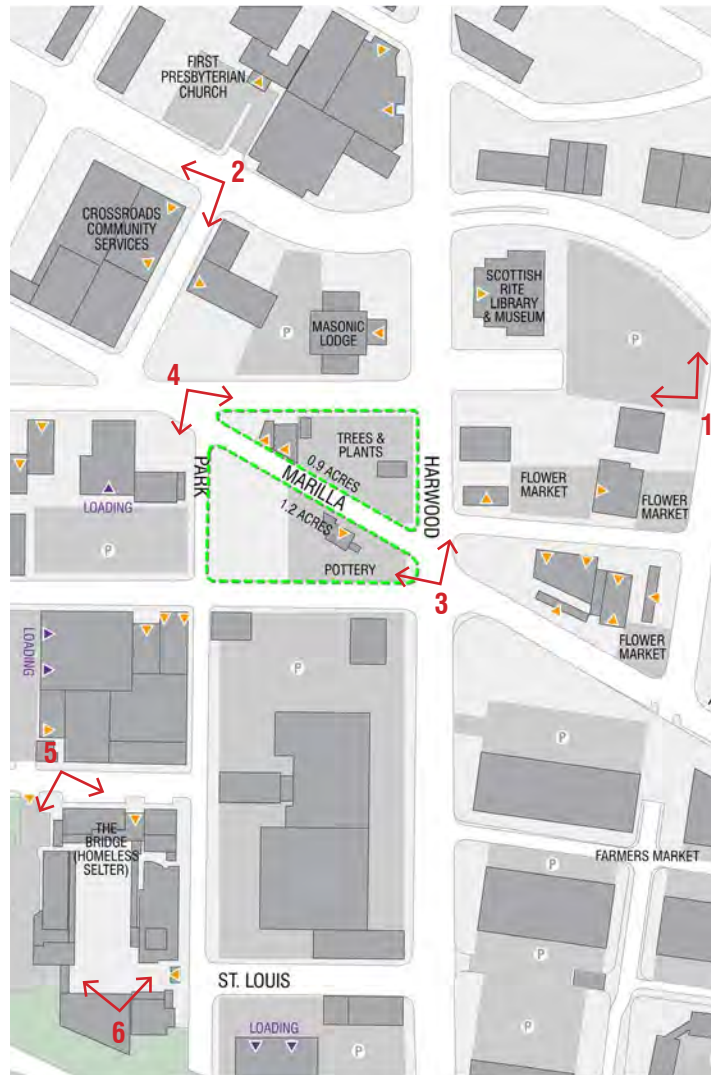 FIRST
PRESBYTERIAN
CHURCH
2
CROSSROADS
COMMUNITY
SERVICES
SCOTTISH
RITE
LIBRARY
& MUSEUM
P
P
MASONIC
LODGE
4
1
TREES &
PLANTS
0.9 ACRES
MARILLA
1.2 ACRES
PARK
HARWOOD
LOADING
FLOWER
MARKET
FLOWER
MARKET
P
POTTERY
3
LOADING
P
FLOWER
MARKET
P
5
THE
BRIDGE
(HOMELESS
SELTER)
FARMERS MARKET
P
P
ST. LOUIS
6
LOADING
P
P